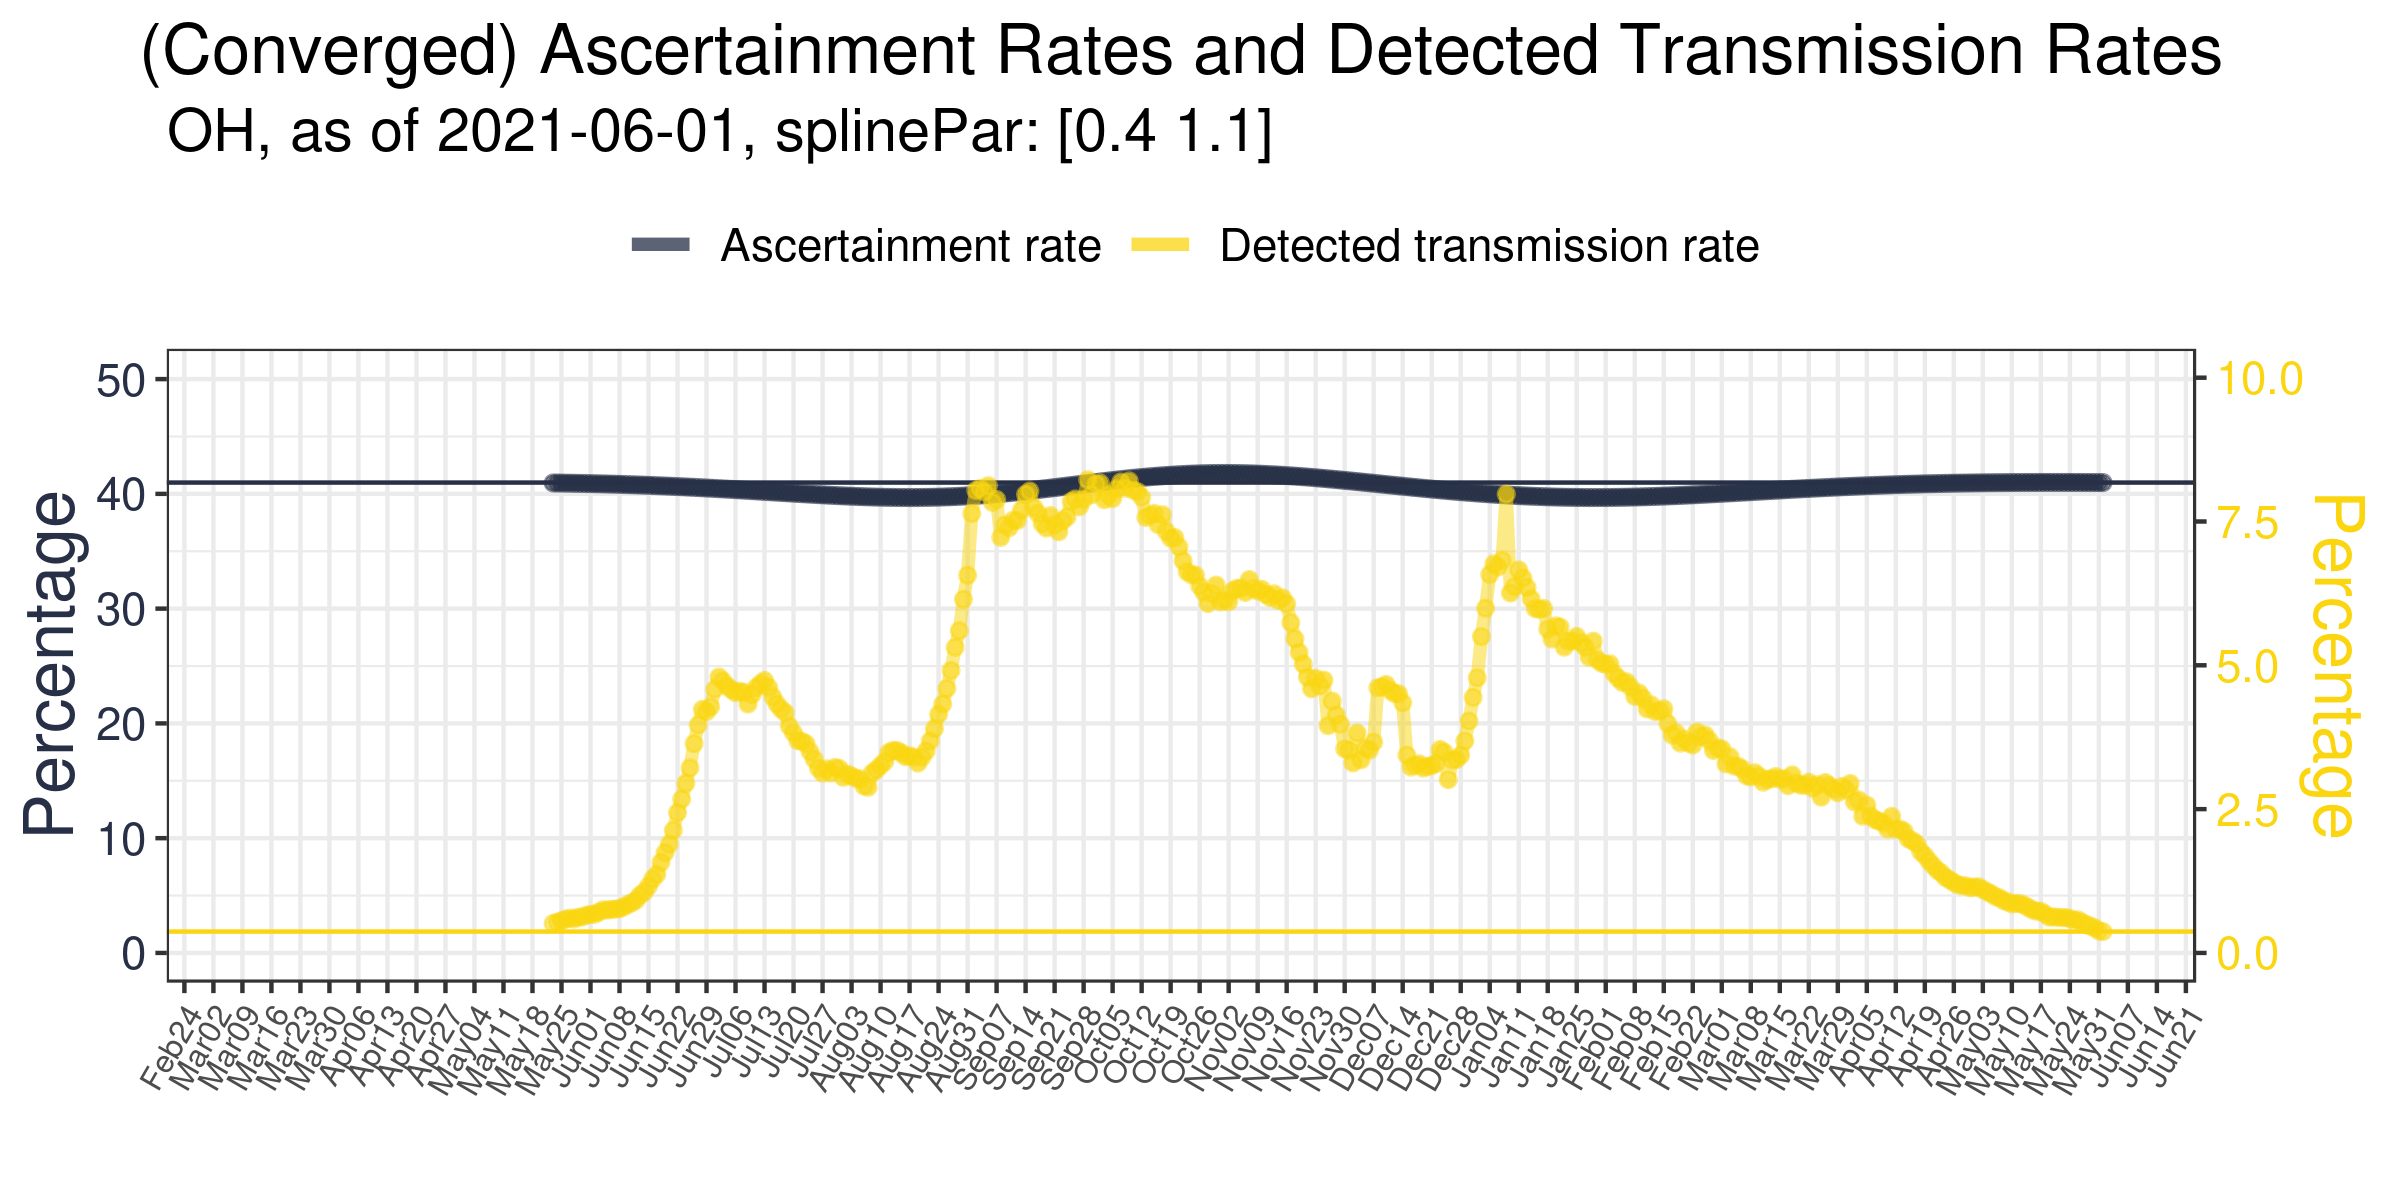 (Converged) Ascertainment Rates and Detected Transmission Rates
OH, as of 2021-06-01, splinePar: [0.4 1.1]
Ascertainment rate
Detected transmission rate
Percentage
50
40
30
20
10
0
10.0
7.5
5.0
2.5
0.0
Percentage
Feb24
Mar02
Mar09
Mar16
Mar23
Mar30
Apr06
Apr13
Apr20
Apr27
May04
May11
May18
May25
Jun01
Jun08
Jun15
Jun22
Jun29
Jul06
Jul13
Jul20
Jul27
Aug03
Aug10
Aug17
Aug24
Aug31
Sep07
Sep14
Sep21
Sep28
Oct05
Oct12
Oct19
Oct26
Nov02
Nov09
Nov16
Nov23
Nov30
Dec07
Dec14
Dec21
Dec28
Jan04
Jan11
Jan18
Jan25
Feb01
Feb08
Feb15
Feb22
Mar01
Mar08
Mar15
Mar22
Mar29
Apr05
Apr12
Apr19
Apr26
May03
May10
May17
May24
May31
Jun07
Jun14
Jun21